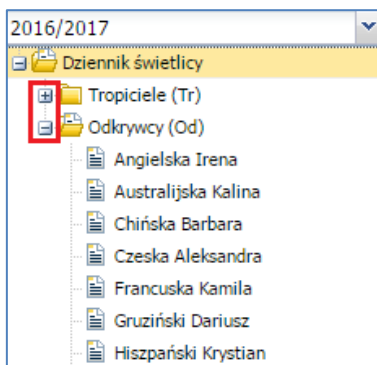 2016/2017
Dziennik świetlicy
Tropiciele (Tr)
Odkrywcy (Od)
Angielska Irena
Australijska Kalina
Chińska Barbara
Czeska Aleksandra
Francuska Kamila
Gruziński Dariusz
Hiszpański Krystian